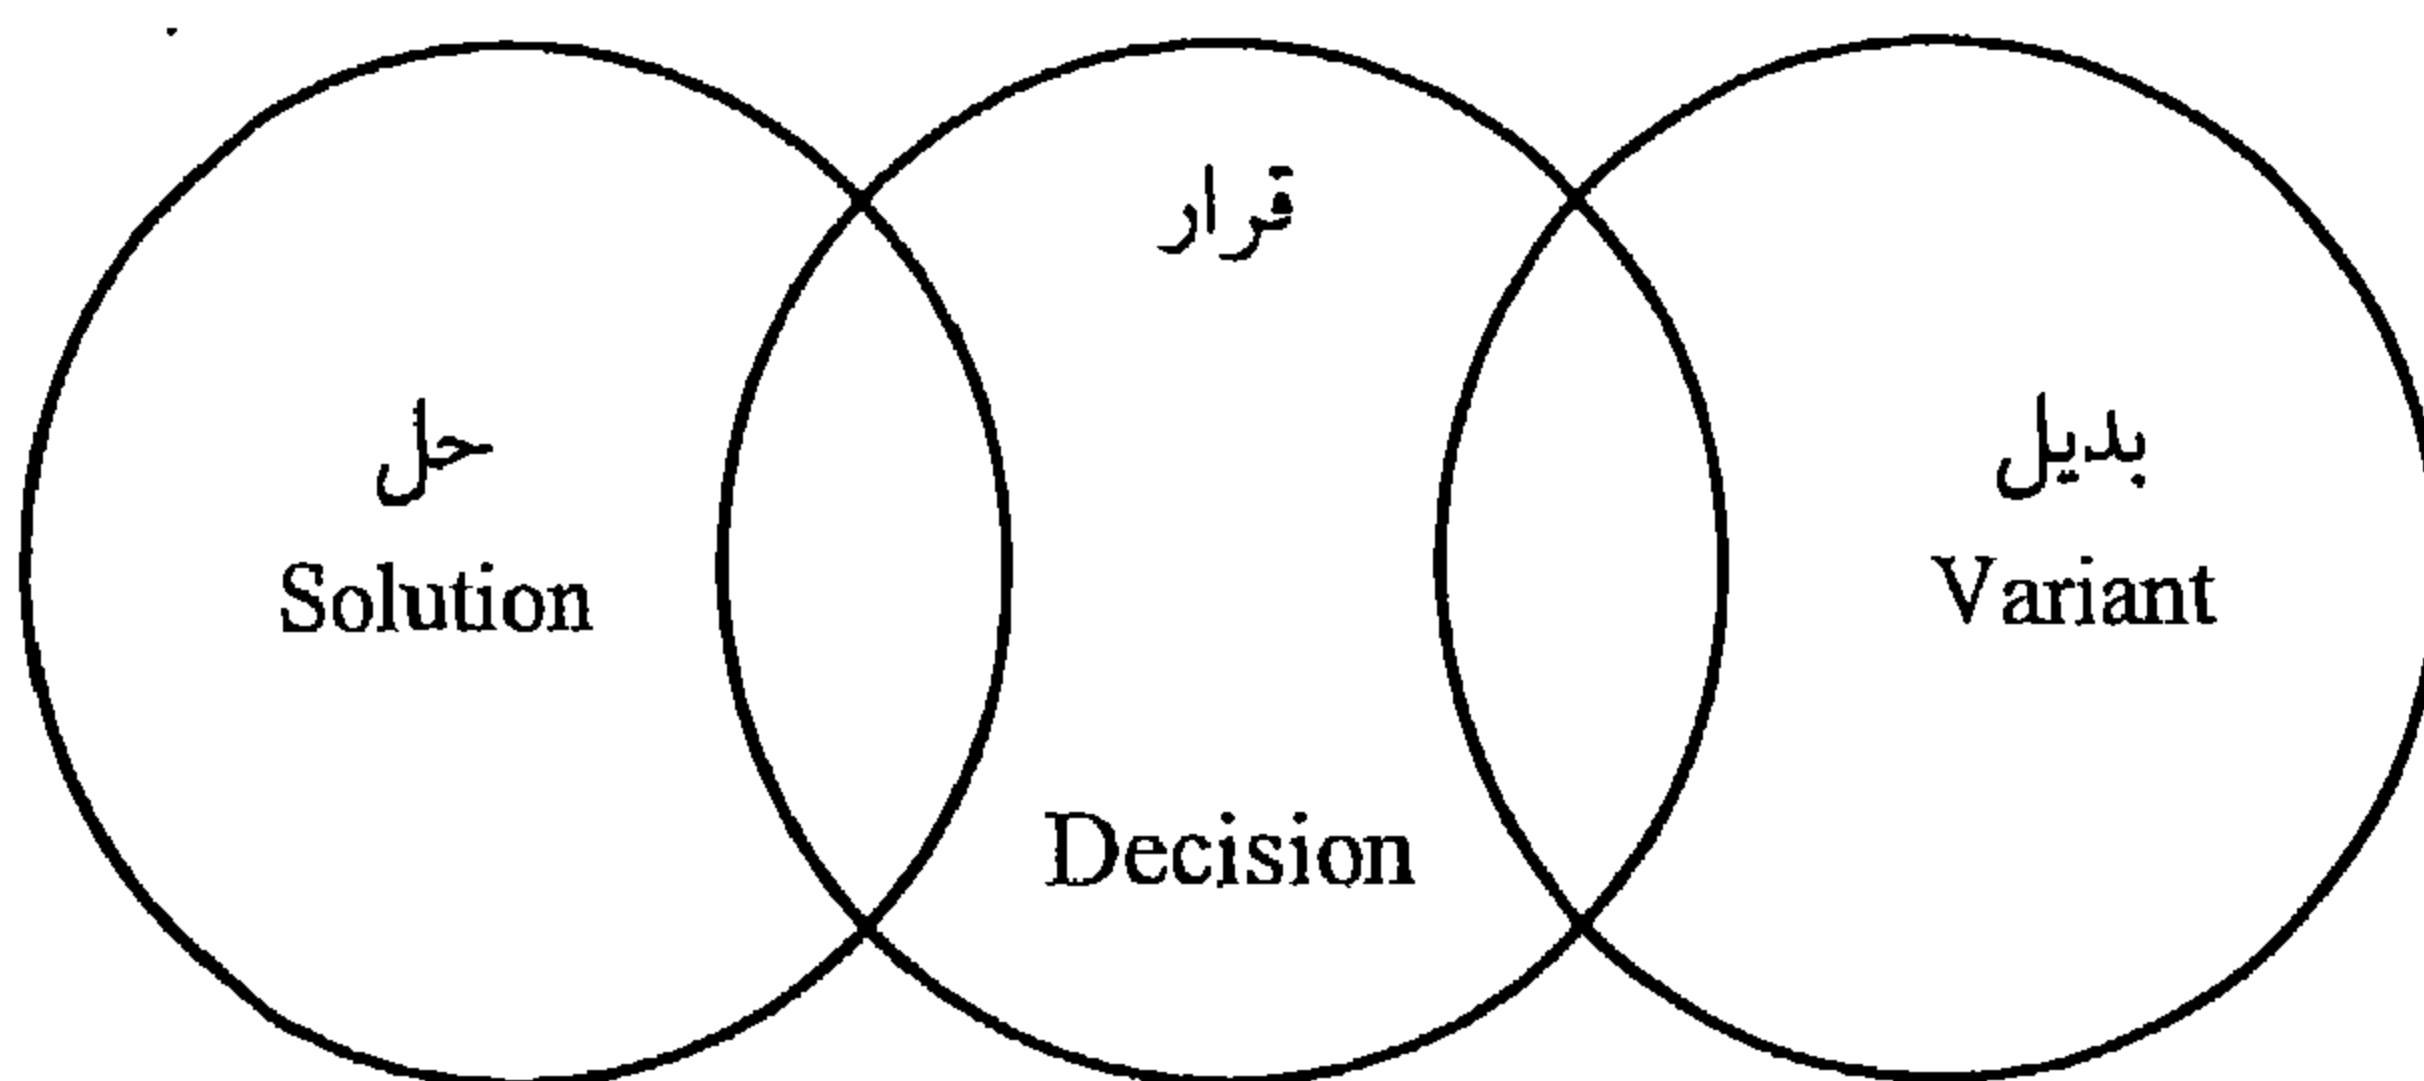 قرار
حل
Solution
بديل
Variant
Decision